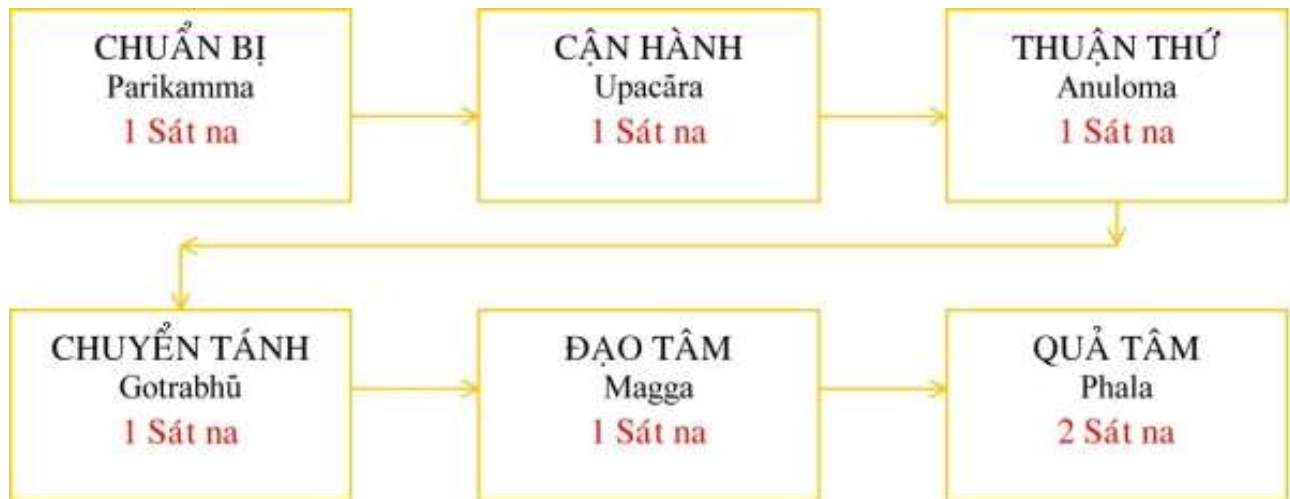 CHUẨN BỊ
Parikamma
1 Sát na
CẬN HÀNH
Upacāra
1 Sát na
THUẬN THỨ
Anuloma
1 Sát na
CHUYỂN TÁNH
Gotrabhū
1 Sát na
ĐẠO TÂM
Magga
1 Sát na
QUẢ TÂM
Phala
2 Sát na